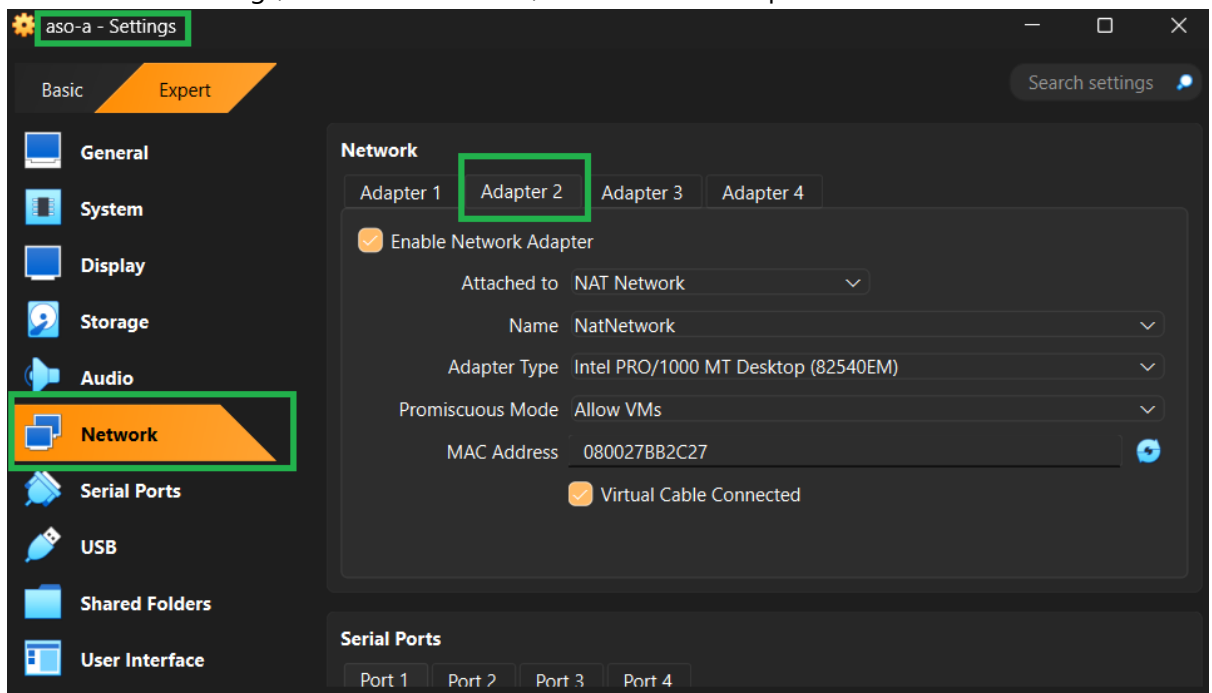 aso-a - Settings
Basic
Expert
Search settings
General
System
Display
Storage
Audio
Network
Serial Ports
USB
Shared Folders
User Interface
Network
Adapter 1 Adapter 2 Adapter 3 Adapter 4
Enable Network Adapter
Attached to NAT Network
Name NatNetwork
Adapter Type Intel PRO/1000 MT Desktop (82540EM)
Promiscuous Mode Allow VMs
MAC Address 080027BB2C27
Virtual Cable Connected
Serial Ports
Port 1 Port 2 Port 3 Port 4